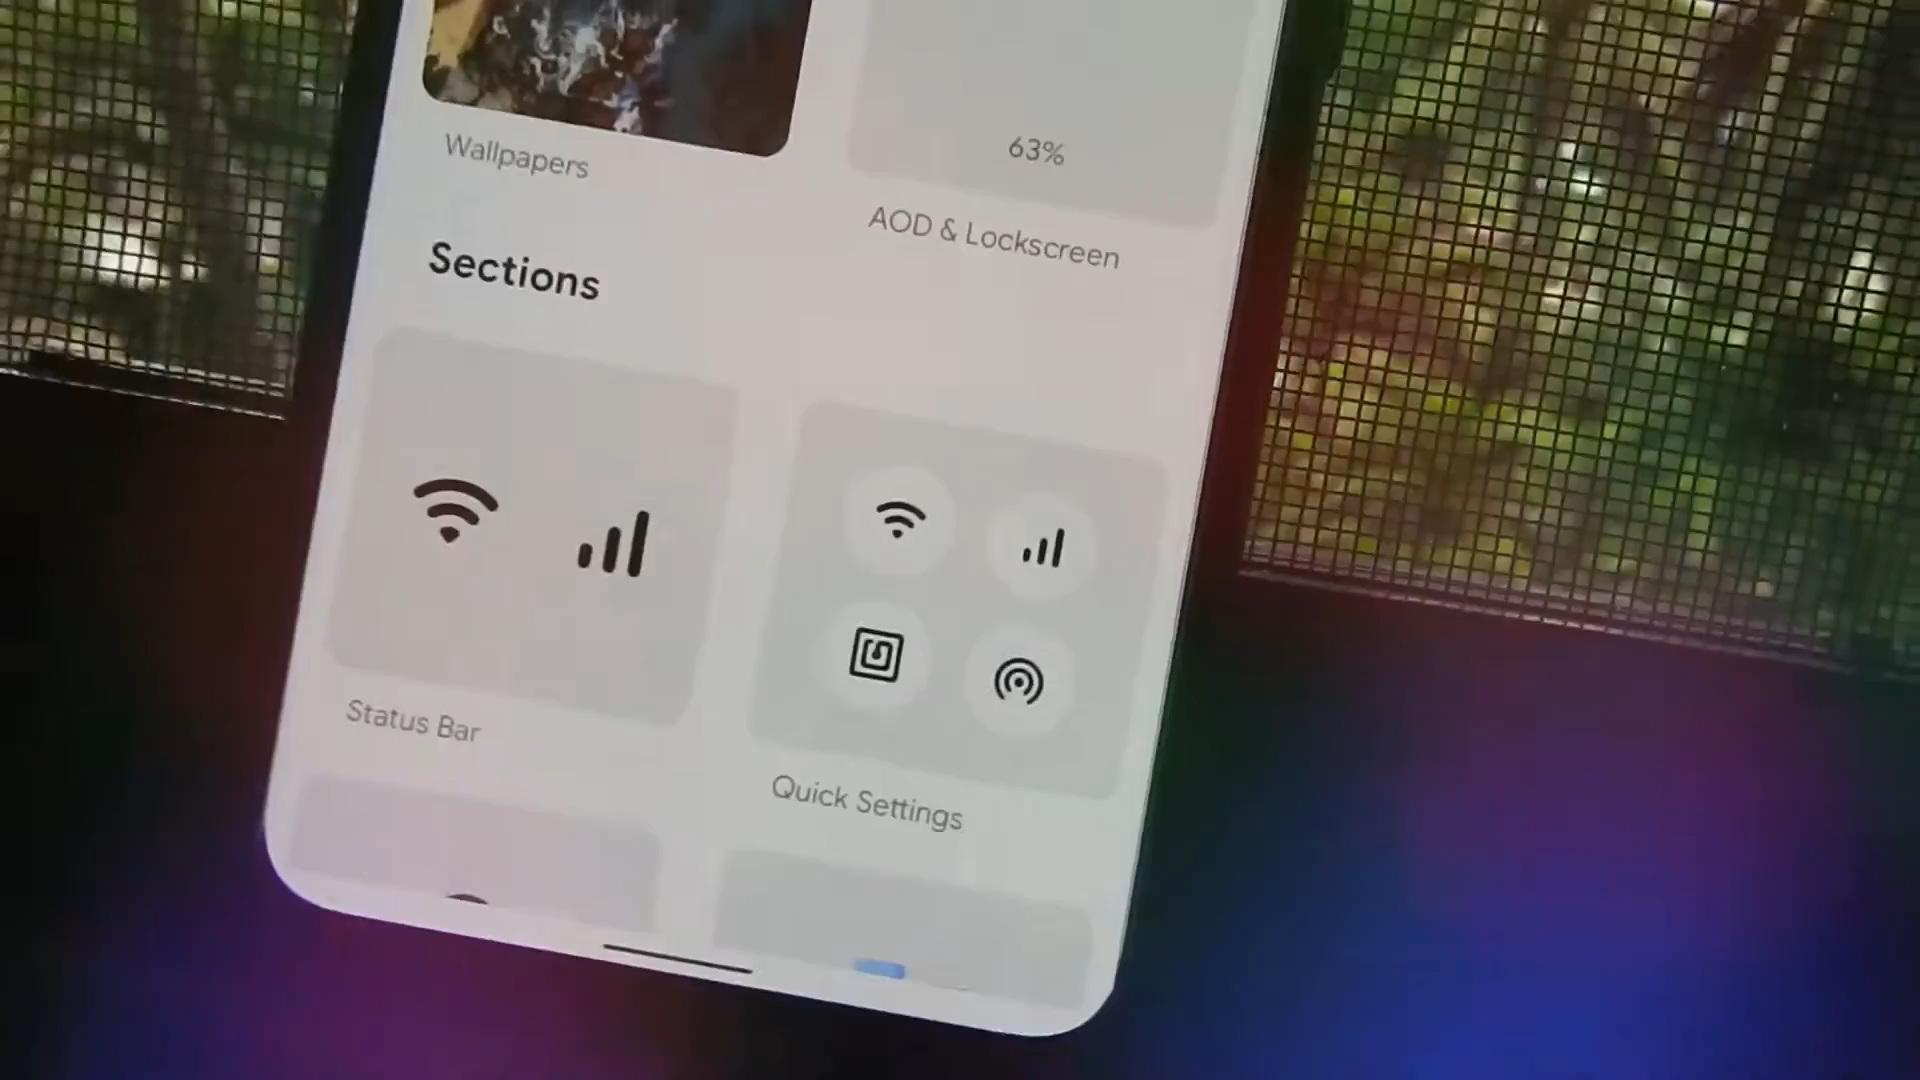 63%
Wallpapers
AOD & Lockscreen
Sections
Status Bar
Quick Settings